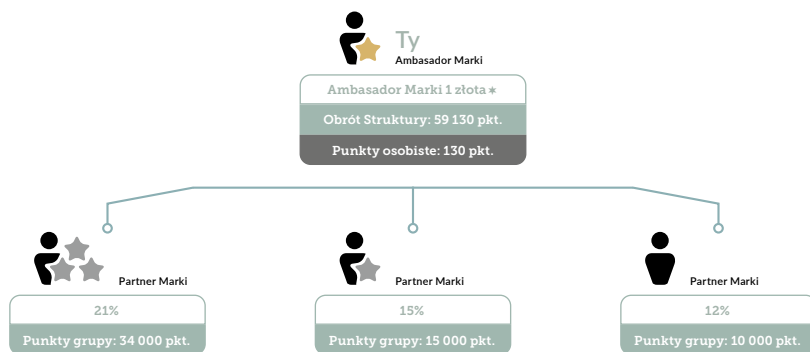 Ty
Ambasador Marki
Ambasador Marki 1 złota ✶
Obrót Struktury: 59 130 pkt.
Punkty osobiste: 130 pkt.
Partner Marki
Partner Marki
Partner Marki
21%
15%
12%
Punkty grupy: 34 000 pkt.
Punkty grupy: 15 000 pkt.
Punkty grupy: 10 000 pkt.